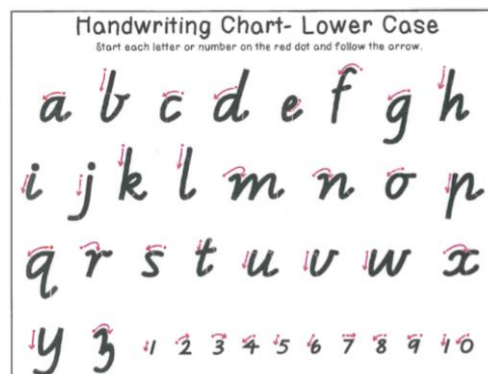 Handwriting Chart- Lower Case
Start each letter or number on the red dot and follow the arrow.
a b c d e f g h
i j k l m n o p
q r s t u v w x
y z 1 2 3 4 5 6 7 8 9 10